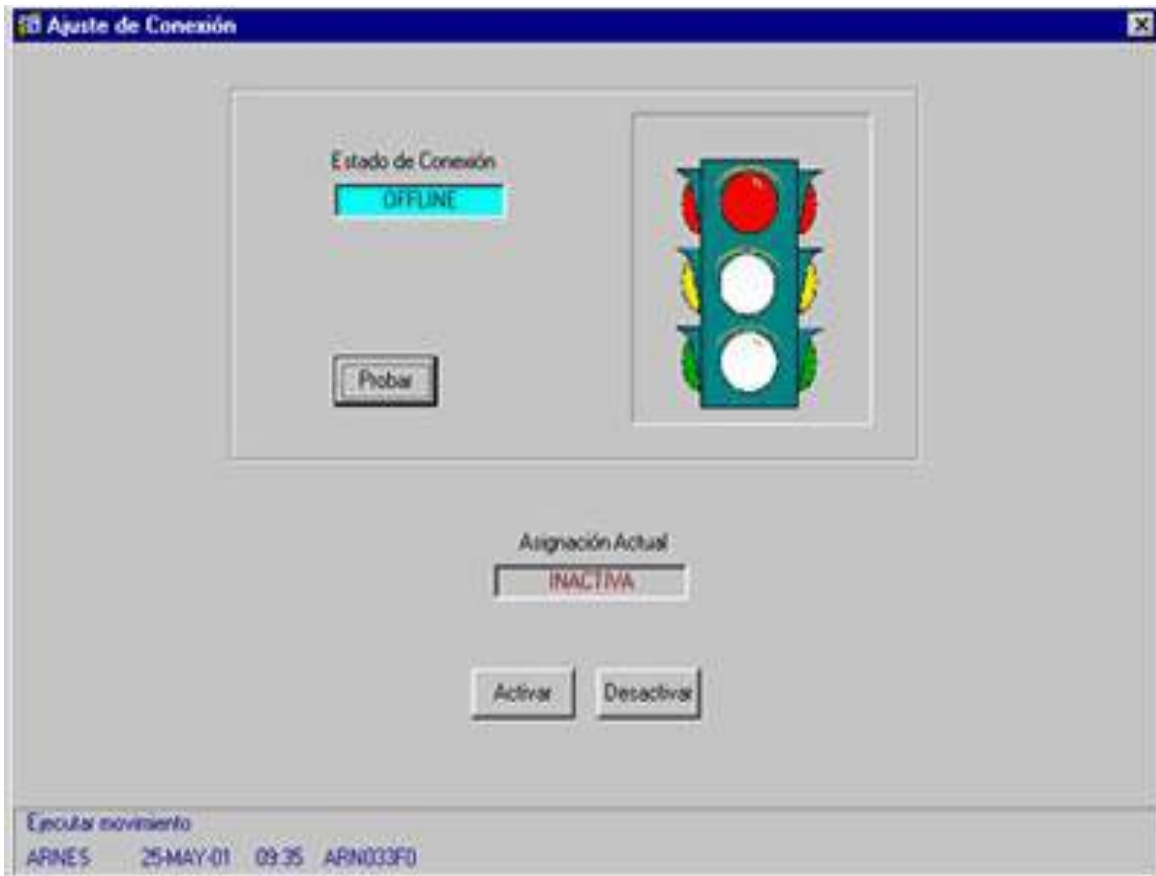 Ajuste de Conexión
Estado de Conexión
OFFLINE
Probar
Asignación Actual
INACTIVA
Activar Desactivar
Ejecutar movimiento
ARNES 25-MAY-01 09:35 ARN033F0